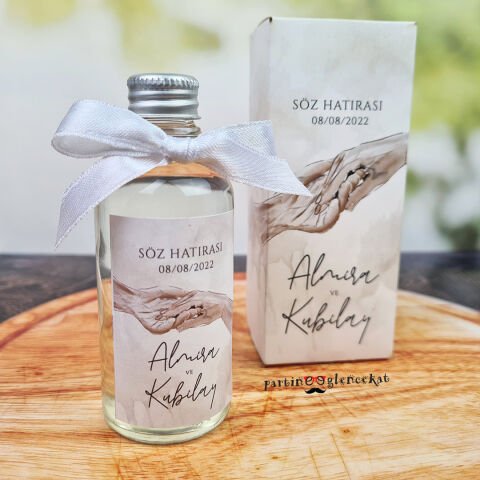 SÖZ HATIRASI
08/08/2022
Almira
VE
Kubilay
SÖZ HATIRASI
08/08/2022
Almira
VE
Kubilay
partineeglencekat